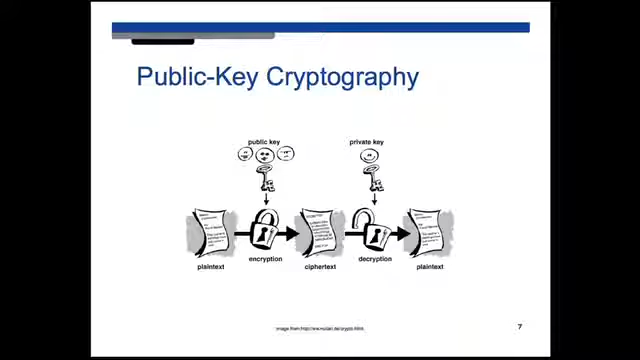 Public-Key Cryptography
public key
private key
plaintext
encryption
ciphertext
decryption
plaintext
7